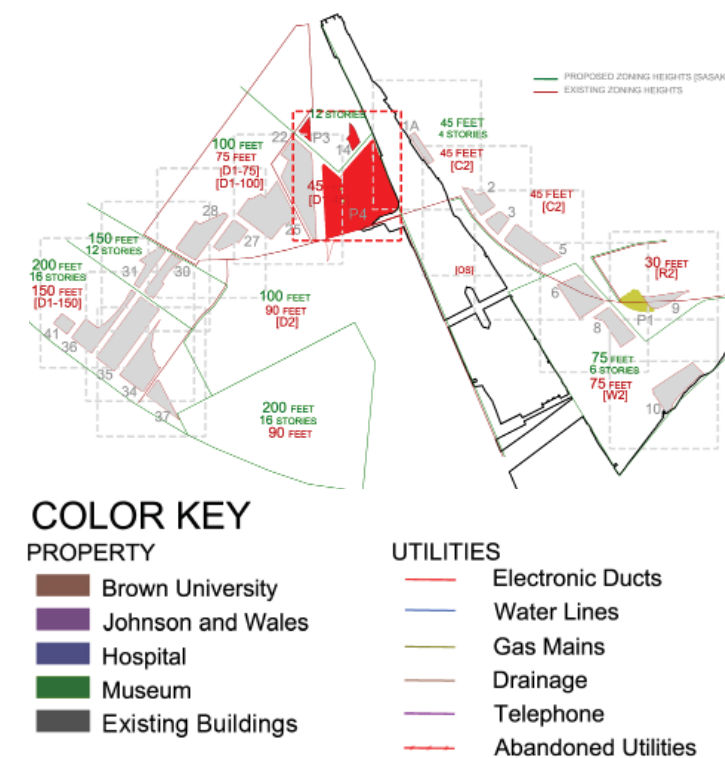 PROPOSED ZONING HEIGHTS [SASAK
EXISTING ZONING HEIGHTS
12 STORIES
1A
45 FEET
4 STORIES
45 FEET
[C2]
22
P3
14
100 FEET
75 FEET
[D1-75]
[D1-100]
45
P4
2
3
45 FEET
[C2]
5
28
27
25
150 FEET
12 STORIES
31
30
200 FEET
16 STORIES
150 FEET
[D1-150]
[OS]
30 FEET
[R2]
6
9
P1
8
100 FEET
90 FEET
[D2]
41
36
35
34
37
75 FEET
6 STORIES
75 FEET
[W2]
10
200 FEET
16 STORIES
90 FEET
COLOR KEY
PROPERTY
Brown University
Johnson and Wales
Hospital
Museum
Existing Buildings
UTILITIES
Electronic Ducts
Water Lines
Gas Mains
Drainage
Telephone
Abandoned Utilities